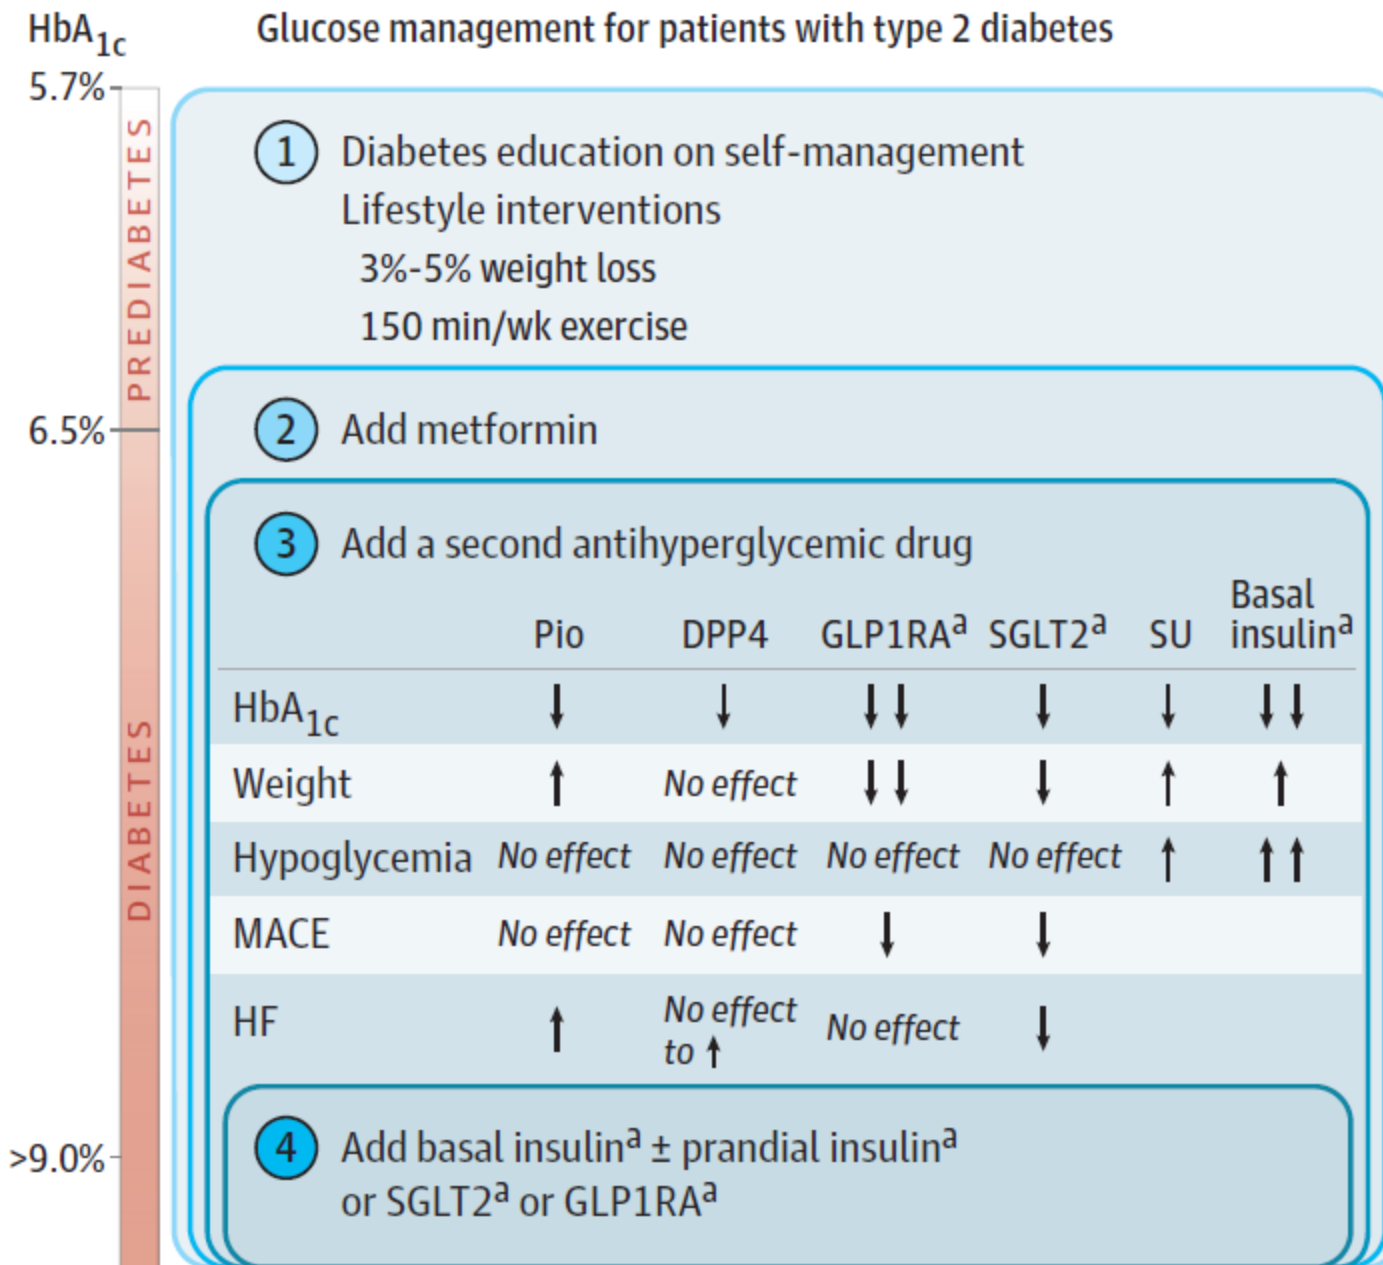 HbA1c
Glucose management for patients with type 2 diabetes
5.7%
PREDIABETES
1 Diabetes education on self-management
Lifestyle interventions
3%-5% weight loss
150 min/wk exercise
6.5%
2 Add metformin
DIABETES
3 Add a second antihyperglycemic drug
Pio DPP4 GLP1RAa SGLT2a SU Basal insulina
HbA1c ↓ ↓ ↓↓ ↓ ↓ ↓↓
Weight ↑ No effect ↓↓ ↓ ↑ ↑
Hypoglycemia No effect No effect No effect No effect ↑ ↑↑
MACE No effect No effect ↓ ↓
HF ↑ No effect to ↑ No effect ↓
>9.0%
4 Add basal insulina ± prandial insulina
or SGLT2a or GLP1RAa